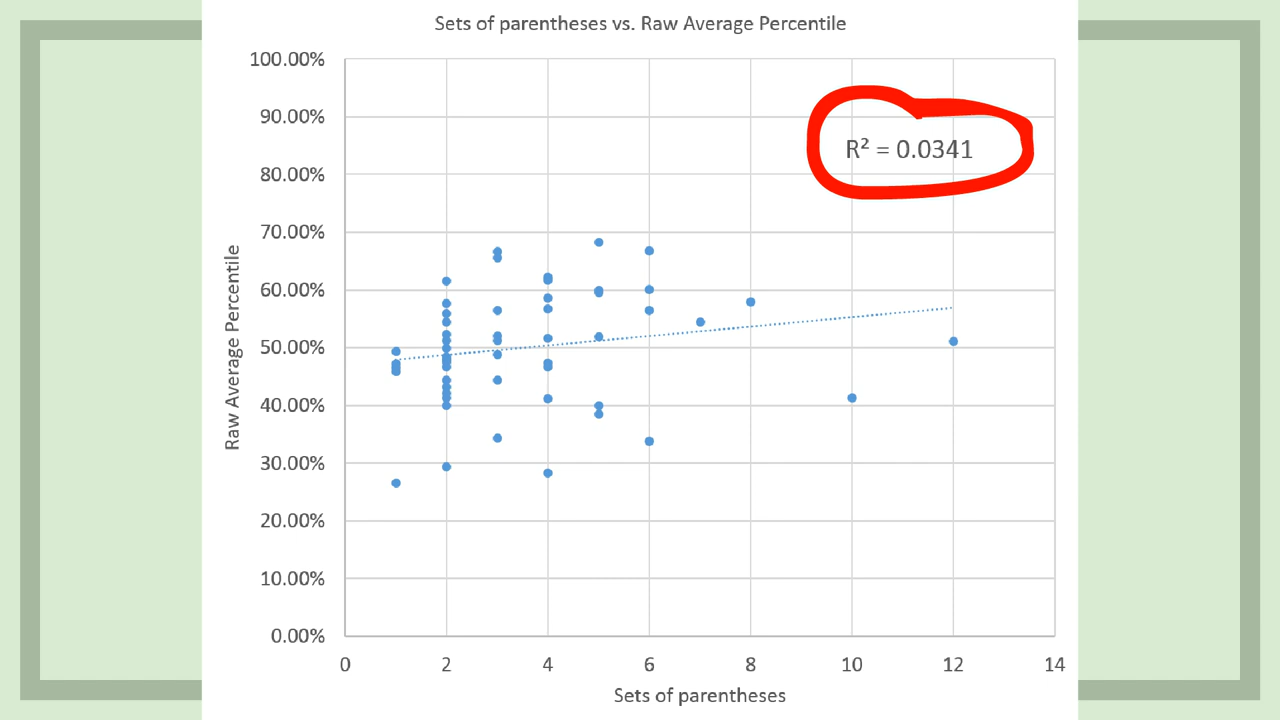 Sets of parentheses vs. Raw Average Percentile
100.00%
90.00%
R² = 0.0341
80.00%
70.00%
60.00%
50.00%
40.00%
30.00%
20.00%
10.00%
0.00%
Raw Average Percentile
0 2 4 6 8 10 12 14
Sets of parentheses